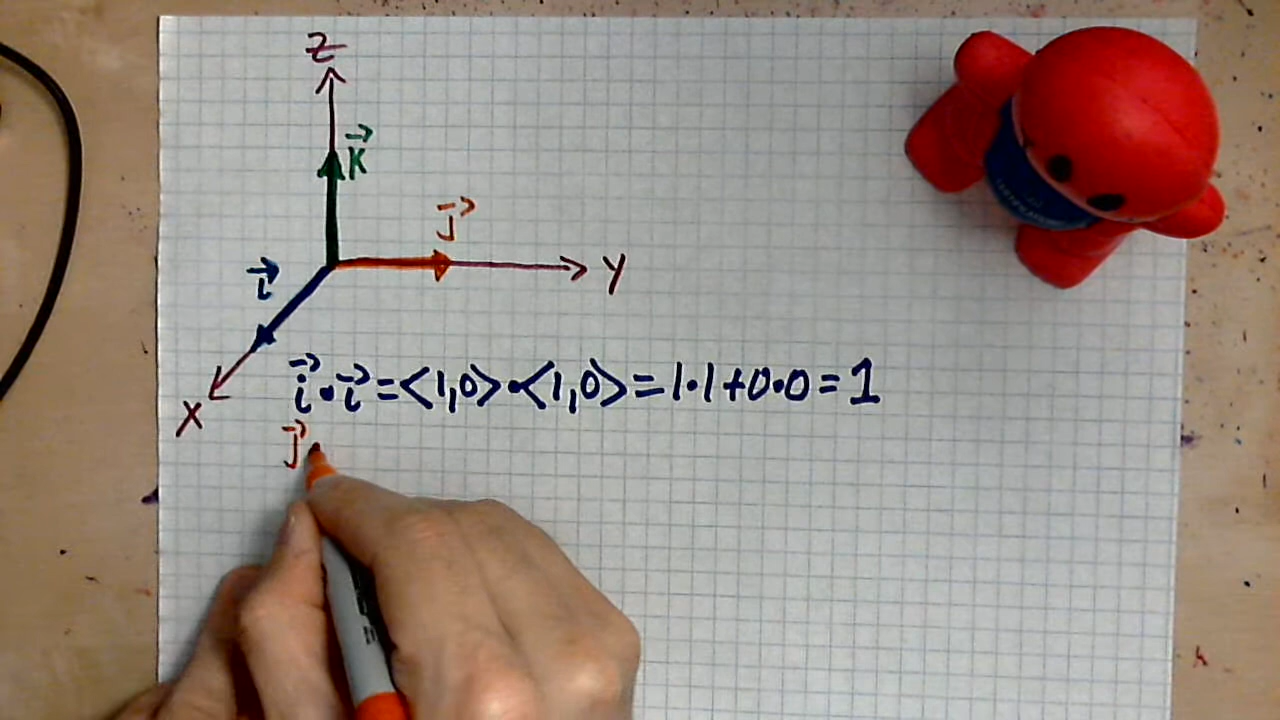 Z
K⃗
J⃗
i⃗
Y
X
i⃗ · i⃗ = <1,0> · <1,0> = 1·1+0·0 = 1
J⃗ ·